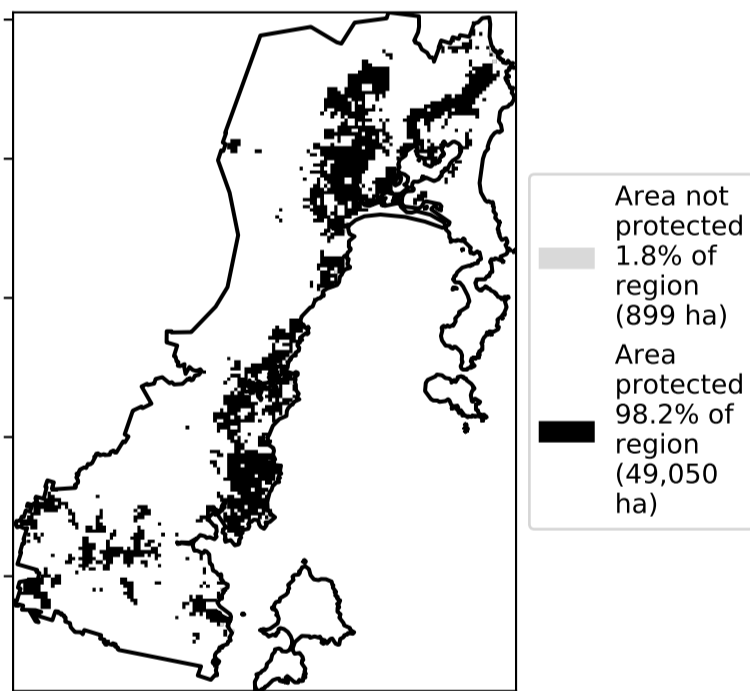 Area not
protected
1.8% of
region
(899 ha)
Area
protected
98.2% of
region
(49,050
ha)